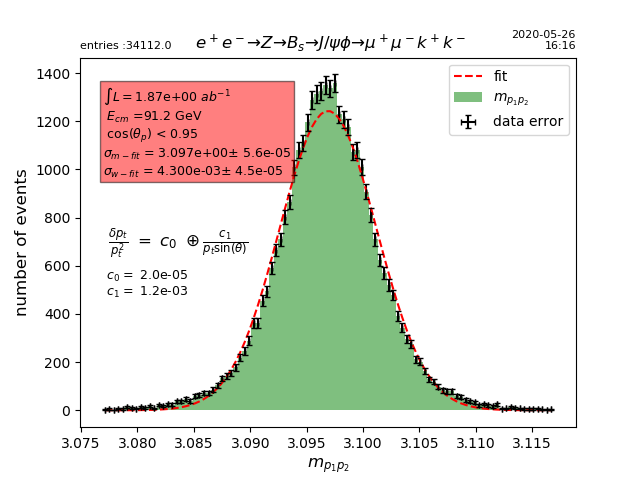 entries :34112.0
e⁺e⁻→Z→Bₛ→J/ψϕ→μ⁺μ⁻k⁺k⁻
2020-05-26
16:16
∫L = 1.87e+00 ab⁻¹
E_cm =91.2 GeV
cos(θ_p) < 0.95
σ_m−fit = 3.097e+00± 5.6e-05
σ_w−fit = 4.300e-03± 4.5e-05
δp_t/p_t² = c₀ ⊕ c₁/p_t sin(θ)
c₀ = 2.0e-05
c₁ = 1.2e-03
fit
m_p₁p₂
data error
number of events
1400
1200
1000
800
600
400
200
0
3.075 3.080 3.085 3.090 3.095 3.100 3.105 3.110 3.115
m_p₁p₂